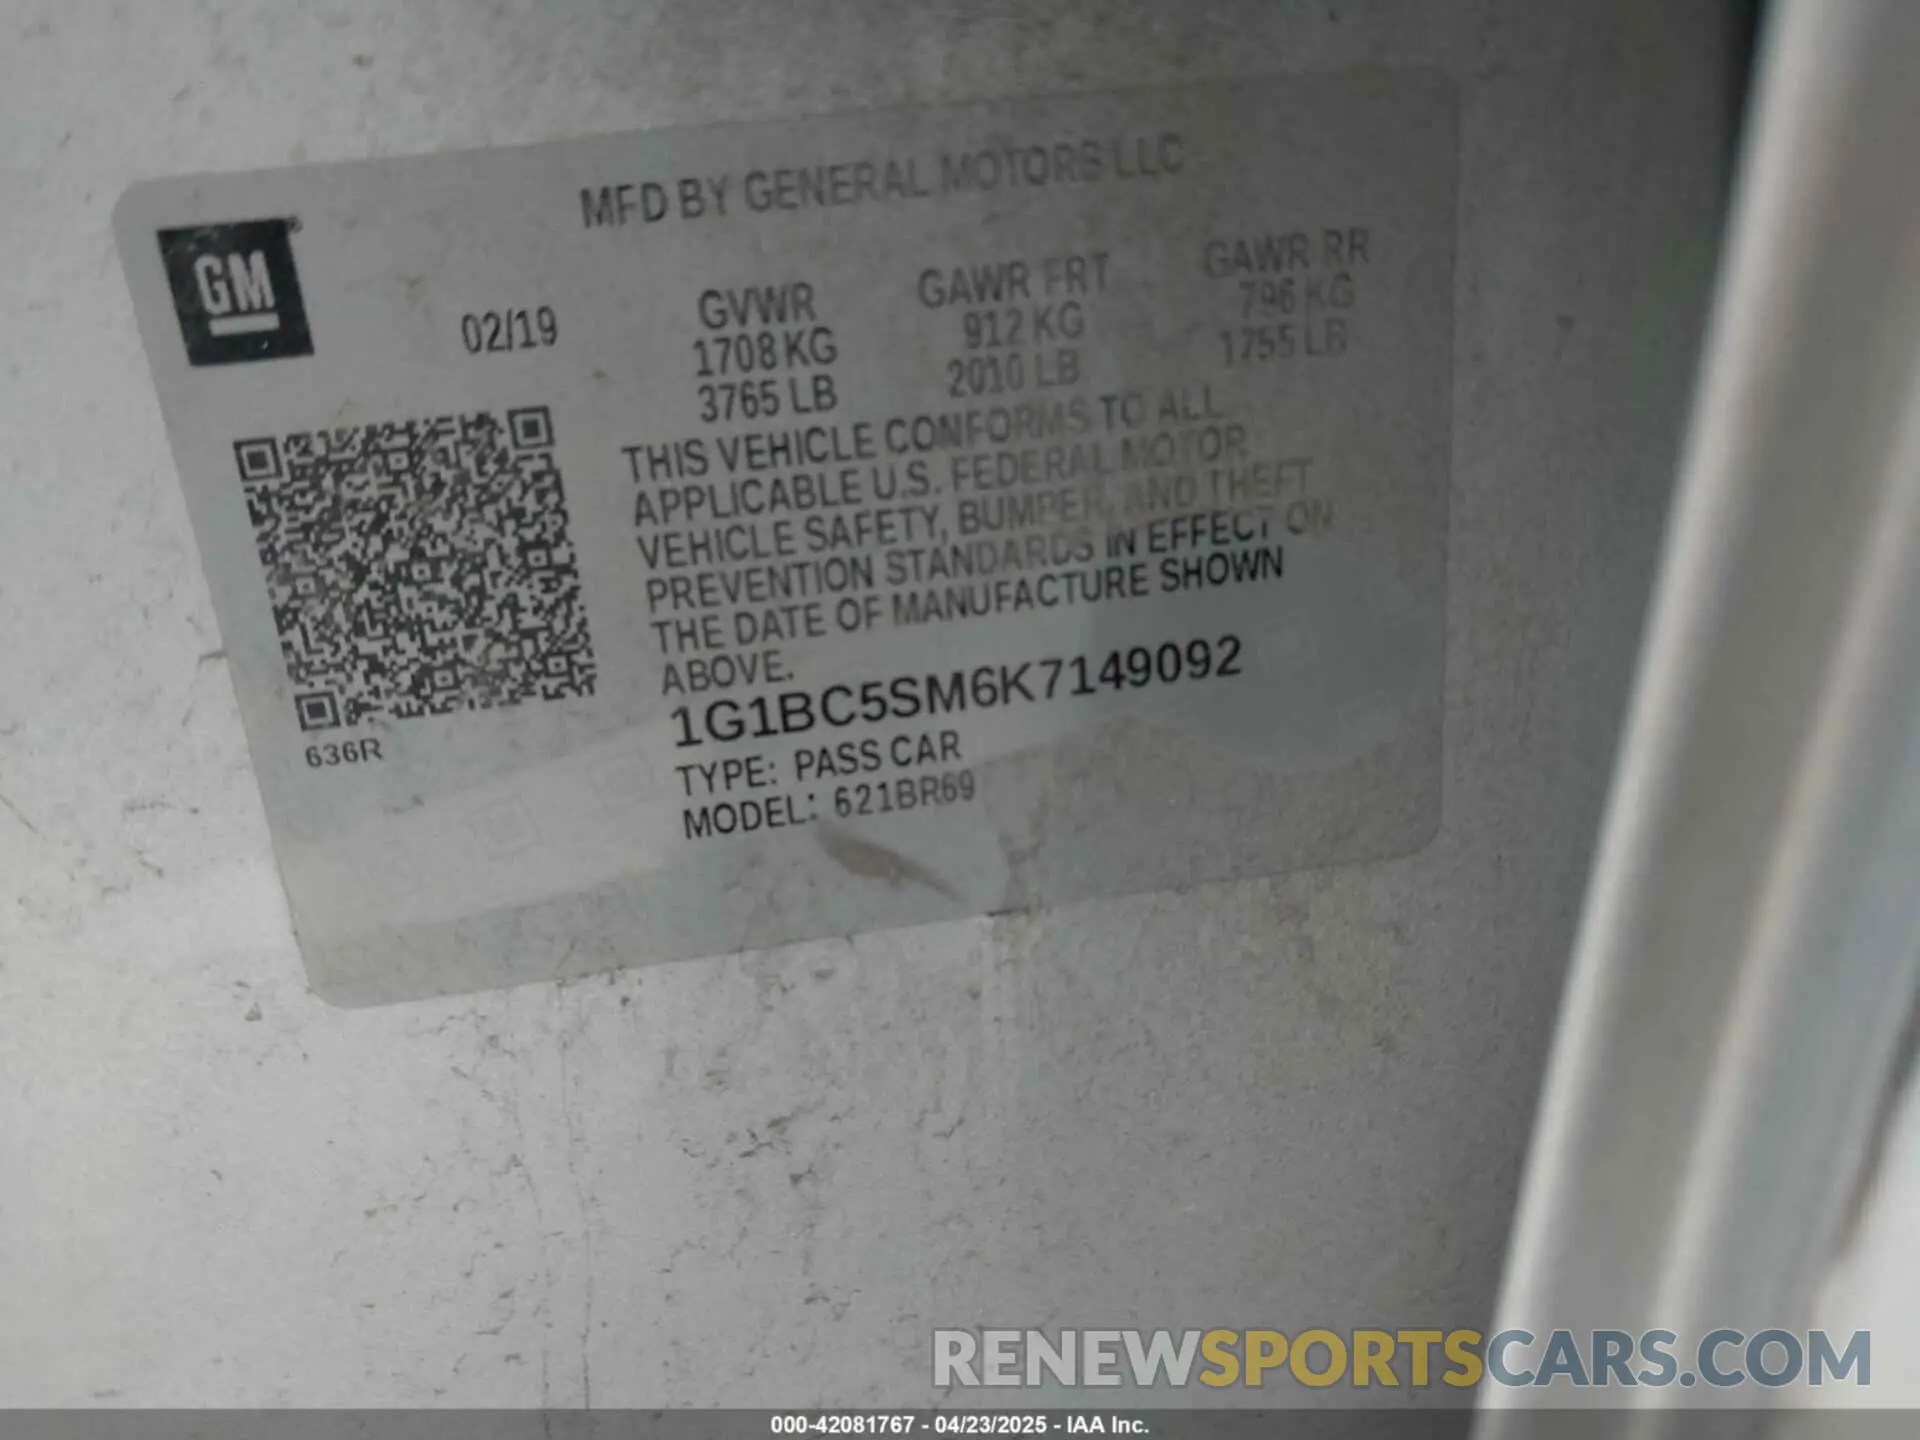 MFD BY GENERAL MOTORS LLC
GM
®
02/19
GVWR
1708 KG
3765 LB
GAWR FRT
912 KG
2010 LB
GAWR RR
796 KG
1755 LB
THIS VEHICLE CONFORMS TO ALL
APPLICABLE U.S. FEDERAL MOTOR
VEHICLE SAFETY, BUMPER, AND THEFT
PREVENTION STANDARDS IN EFFECT ON
THE DATE OF MANUFACTURE SHOWN
ABOVE.
1G1BC5SM6K7149092
TYPE: PASS CAR
MODEL: 621BR69
636R
RENEWSPORTSCARS.COM
000-42081767 - 04/23/2025 - IAA Inc.